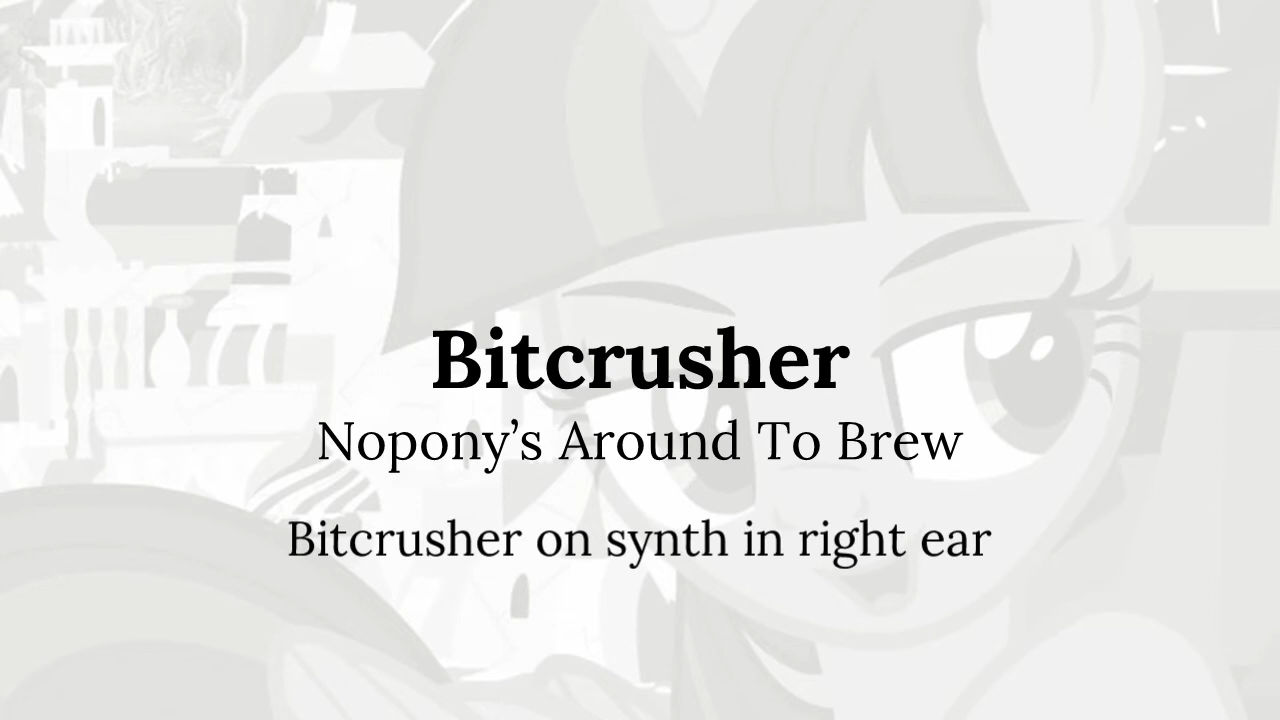 Bitcrusher
Nopony’s Around To Brew
Bitcrusher on synth in right ear